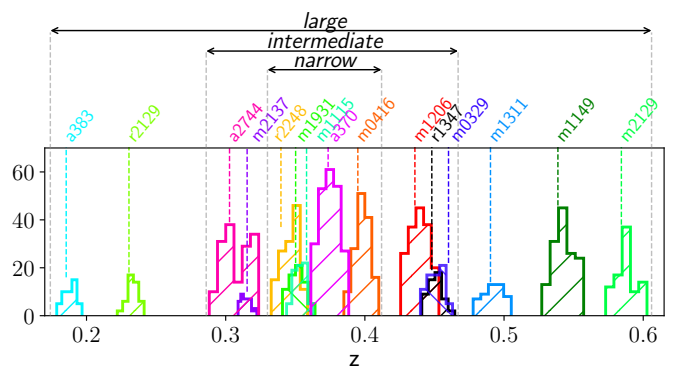 large
intermediate
narrow
a383
r2129
a2744
m2137
r2248
m1931
m1115
a370
m0416
m1206
r1347
m0329
m1311
m1149
m2129
60
40
20
0
0.2 0.3 0.4 0.5 0.6
z